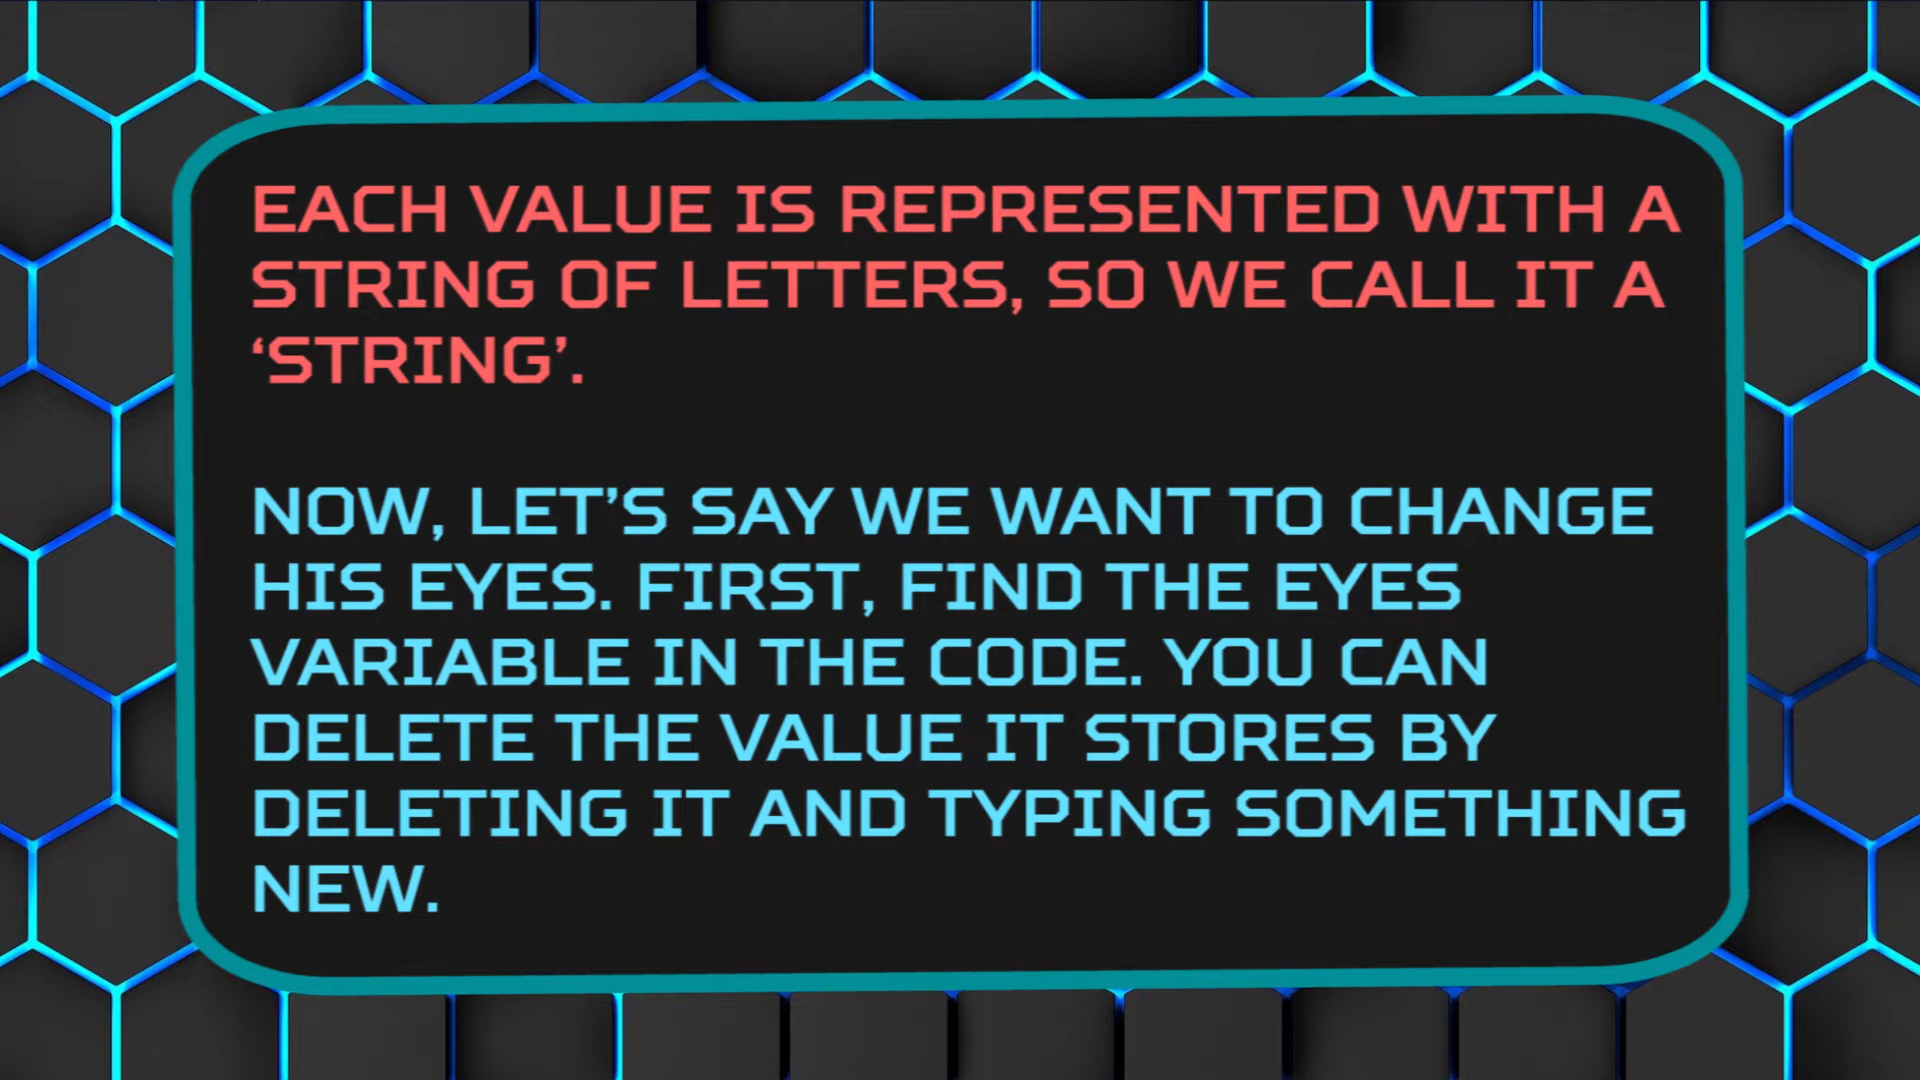 EACH VALUE IS REPRESENTED WITH A
STRING OF LETTERS, SO WE CALL IT A
‘STRING’.
NOW, LET’S SAY WE WANT TO CHANGE
HIS EYES. FIRST, FIND THE EYES
VARIABLE IN THE CODE. YOU CAN
DELETE THE VALUE IT STORES BY
DELETING IT AND TYPING SOMETHING
NEW.